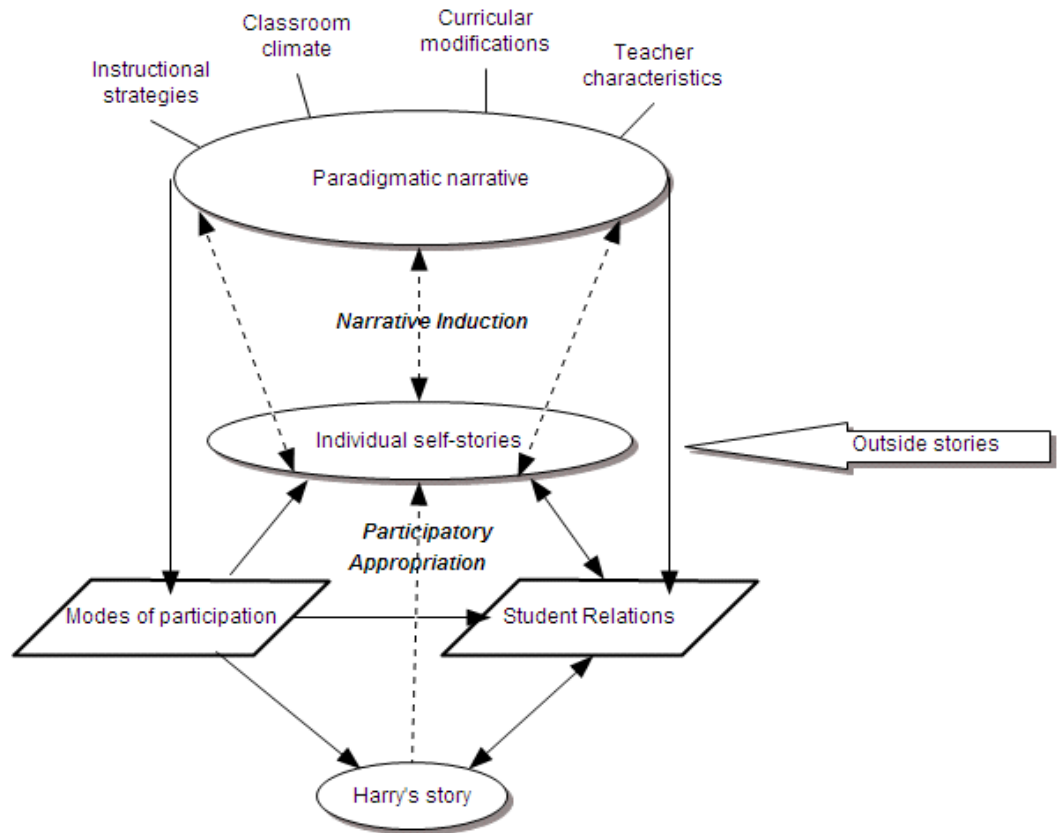 Classroom
climate
Curricular
modifications
Instructional
strategies
Teacher
characteristics
Paradigmatic narrative
Narrative Induction
Individual self-stories
Outside stories
Participatory
Appropriation
Modes of participation
Student Relations
Harry's story